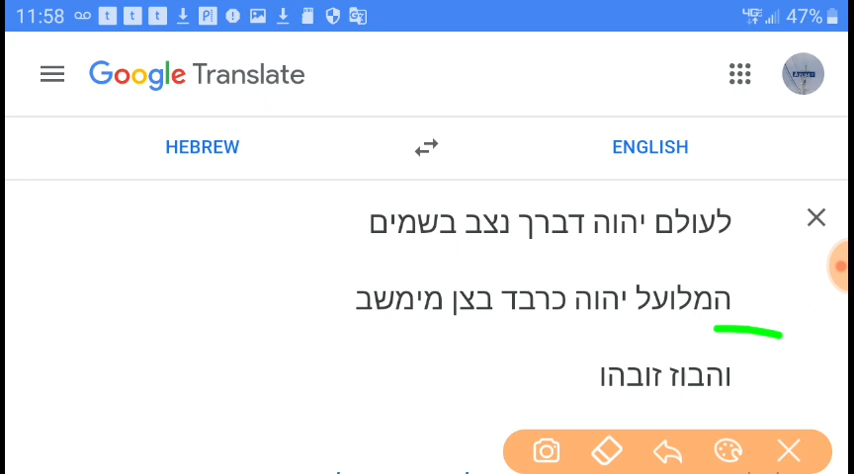 11:58 47%
Google Translate
HEBREW ENGLISH
לעולם יהוה דברך נצב בשמים
המלועל יהוה כרבד בצן מימשב
והבוז זובהו